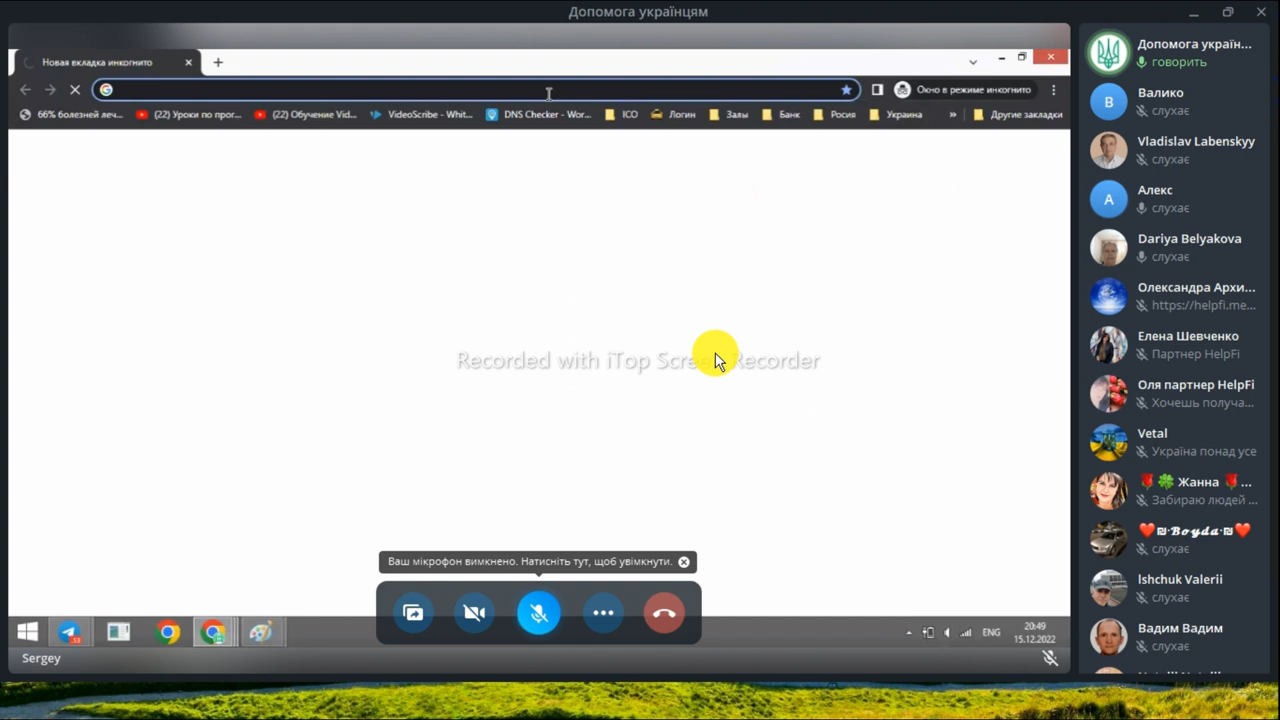 Допомога українцям
Новая вкладка инкогнито
Окно в режиме инкогнито
66% болезней леч...
(22) Уроки по прог...
(22) Обучение Vid...
VideoScribe - Whit...
DNS Checker - Wor...
ICO
Логин
Залы
Банк
Росия
Украина
»
Другие закладки
Recorded with iTop Screen Recorder
Ваш мікрофон вимкнено. Натисніть тут, щоб увімкнути.
53
ENG
20:49
15.12.2022
Sergey
Допомога україн...
говорить
В
Валико
слухає
Vladislav Labenskyy
слухає
А
Алекс
слухає
Dariya Belyakova
слухає
Олександра Архи...
https://helpfi.me...
Елена Шевченко
Партнер HelpFi
Оля партнер HelpFi
Хочешь получа...
Vetal
Україна понад усе
🌹🍀 Жанна 🌹...
Забираю людей ...
❤️₪·𝓑𝓸𝔂𝓭𝓪·₪❤️
слухає
Ishchuk Valerii
слухає
Вадим Вадим
слухає